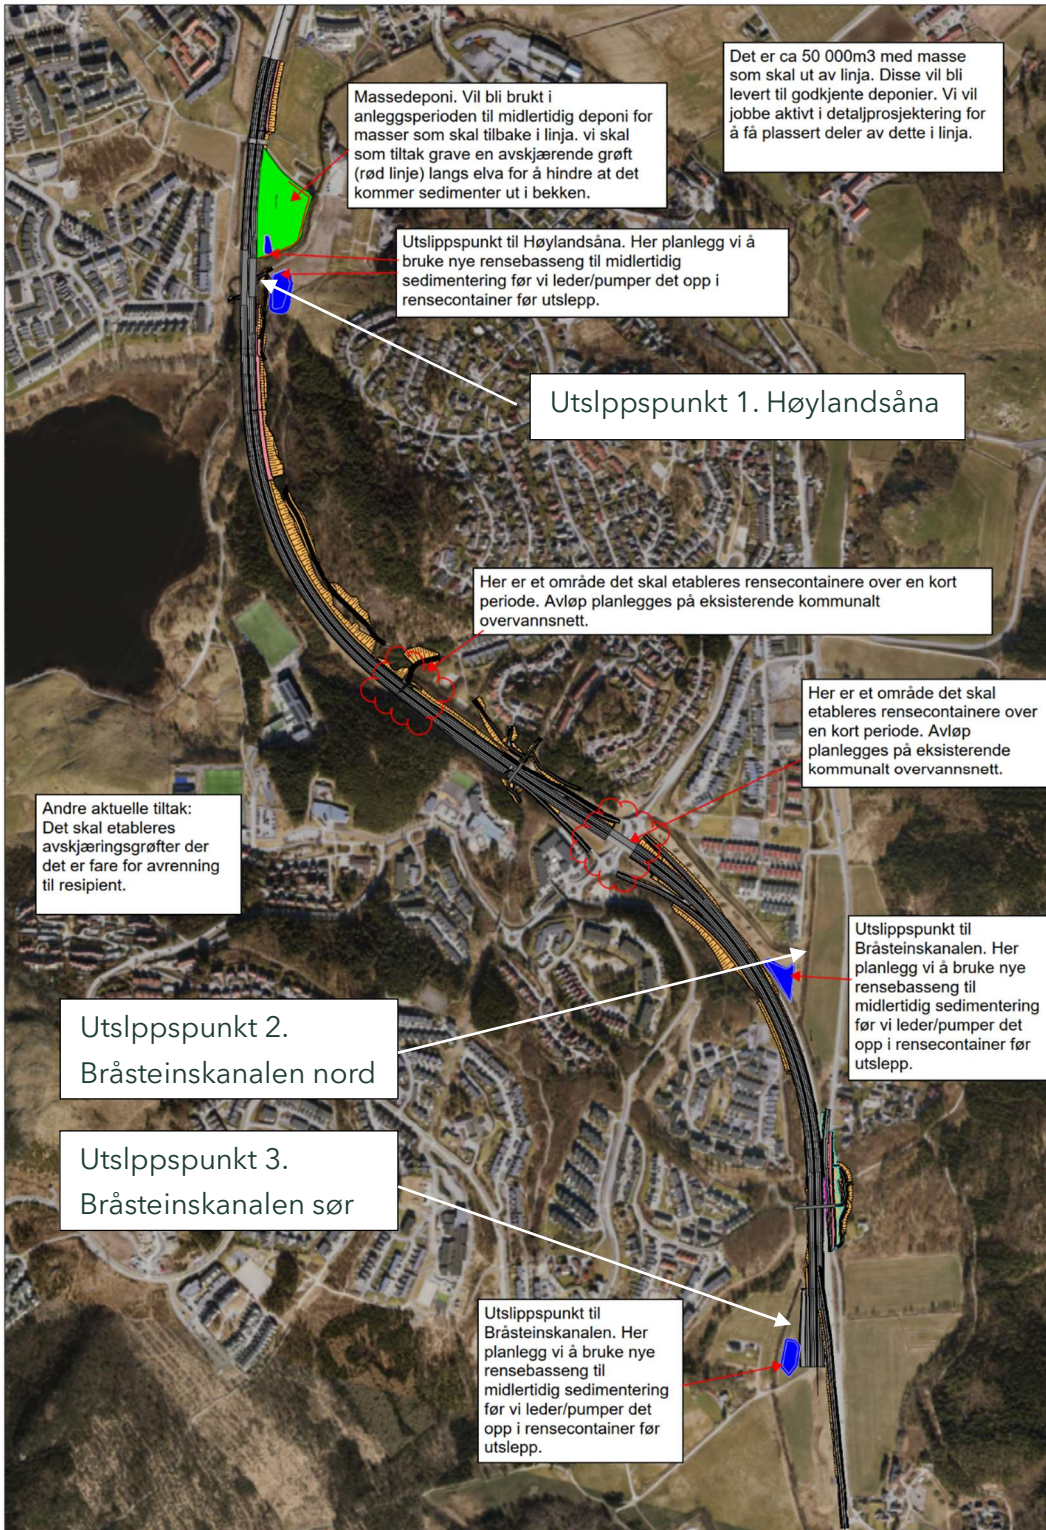 Det er ca 50 000m3 med masse
som skal ut av linja. Disse vil bli
levert til godkjente deponier. Vi vil
jobbe aktivt i detaljprosjektering for
å få plassert deler av dette i linja.
Massedeponi. Vil bli brukt i
anleggsperioden til midlertidig deponi for
masser som skal tilbake i linja. vi skal
som tiltak grave en avskjærende grøft
(rød linje) langs elva for å hindre at det
kommer sedimenter ut i bekken.
Utslippspunkt til Høylandsåna. Her planlegg vi å
bruke nye rensebasseng til midlertidig
sedimentering før vi leder/pumper det opp i
rensecontainer før utslepp.
Utslppspunkt 1. Høylandsåna
Her er et område det skal etableres rensecontainere over en kort
periode. Avløp planlegges på eksisterende kommunalt
overvannsnett.
Her er et område det skal
etableres rensecontainere over
en kort periode. Avløp
planlegges på eksisterende
kommunalt overvannsnett.
Andre aktuelle tiltak:
Det skal etableres
avskjæringsgrøfter der
det er fare for avrenning
til resipient.
Utslippspunkt til
Bråsteinskanalen. Her
planlegg vi å bruke nye
rensebasseng til
midlertidig sedimentering
før vi leder/pumper det
opp i rensecontainer før
utslepp.
Utslppspunkt 2.
Bråsteinskanalen nord
Utslppspunkt 3.
Bråsteinskanalen sør
Utslippspunkt til
Bråsteinskanalen. Her
planlegg vi å bruke nye
rensebasseng til
midlertidig sedimentering
før vi leder/pumper det
opp i rensecontainer før
utslepp.